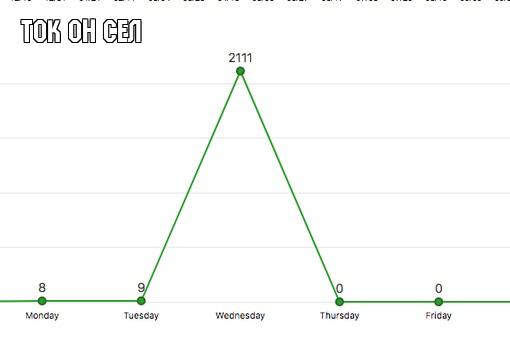 ТОК ОН СЕЛ
2111
8
9
0
0
Monday
Tuesday
Wednesday
Thursday
Friday